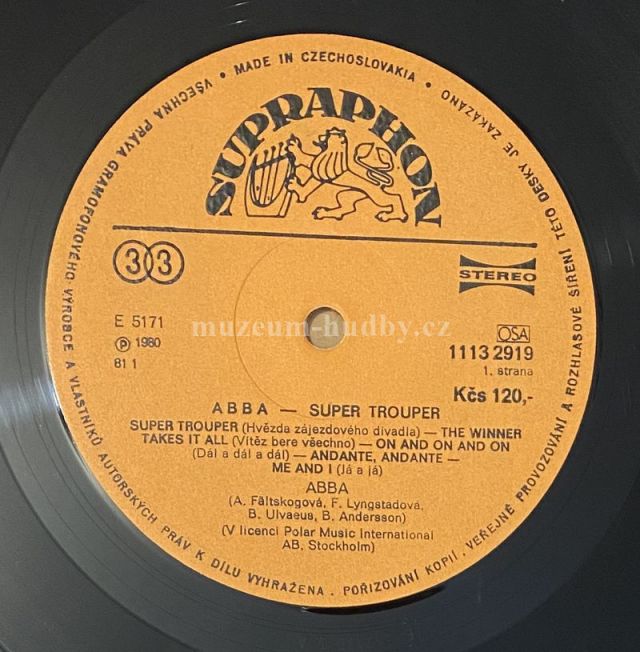 • MADE IN CZECHOSLOVAKIA •
VŠECHNA PRÁVA GRAMOFONOVÉHO VÝROBCE A VLASTNÍKŮ AUTORSKÝCH PRÁV K DÍLU VYHRAŽENA. POŘIZOVÁNÍ KOPIÍ, VEŘEJNÉ PROVOZOVÁNÍ A ROZHLASOVÉ ŠÍŘENÍ TÉTO DESKY JE ZAKÁZÁNO
SUPRAPHON
33
STEREO
E 5171
℗ 1980
81 1
muzeum-hudby.cz
OSA
1113 2919
1. strana
Kčs 120,-
ABBA — SUPER TROUPER
SUPER TROUPER (Hvězda zájezdového divadla) — THE WINNER
TAKES IT ALL (Vítěz bere všechno) — ON AND ON AND ON
(Dál a dál a dál) — ANDANTE, ANDANTE —
ME AND I (Já a já)
ABBA
(A. Fältskogová, F. Lyngstadová,
B. Ulvaeus, B. Andersson)
(V licenci Polar Music International
AB, Stockholm)